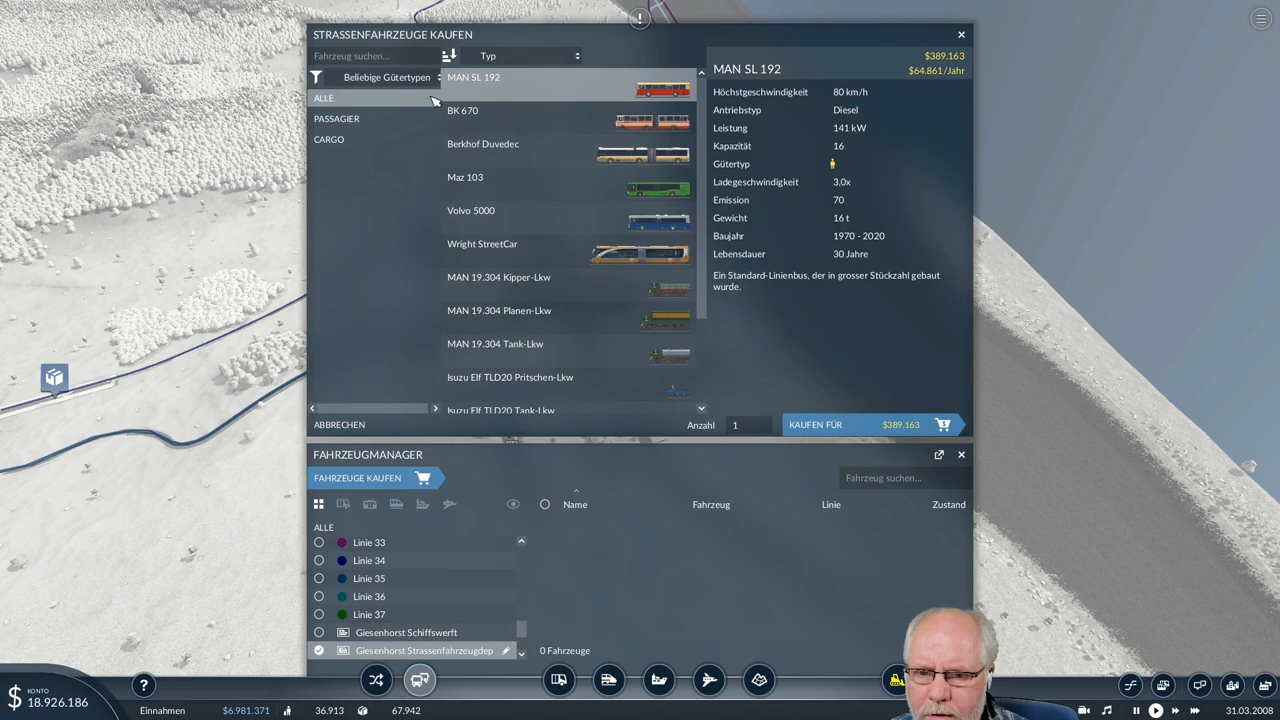 STRASSENFAHRZEUGE KAUFEN
Fahrzeug suchen...
Typ
Beliebige Gütertypen
ALLE
PASSAGIER
CARGO
MAN SL 192
BK 670
Berkhof Duvedec
Maz 103
Volvo 5000
Wright StreetCar
MAN 19.304 Kipper-Lkw
MAN 19.304 Planen-Lkw
MAN 19.304 Tank-Lkw
Isuzu Elf TLD20 Pritschen-Lkw
Isuzu Elf TLD20 Tank-Lkw
$389.163
MAN SL 192
$64.861/Jahr
Höchstgeschwindigkeit 80 km/h
Antriebstyp Diesel
Leistung 141 kW
Kapazität 16
Gütertyp
Ladegeschwindigkeit 3,0x
Emission 70
Gewicht 16 t
Baujahr 1970 - 2020
Lebensdauer 30 Jahre
Ein Standard-Linienbus, der in grosser Stückzahl gebaut
wurde.
ABBRECHEN
Anzahl 1
KAUFEN FÜR $389.163
FAHRZEUGMANAGER
FAHRZEUGE KAUFEN
Fahrzeug suchen...
Name Fahrzeug Linie Zustand
ALLE
Linie 33
Linie 34
Linie 35
Linie 36
Linie 37
Giesenhorst Schiffswerft
Giesenhorst Strassenfahrzeugdep
0 Fahrzeuge
?
$ KONTO
18.926.186
Einnahmen $6.981.371 36.913 67.942
31.03.2008